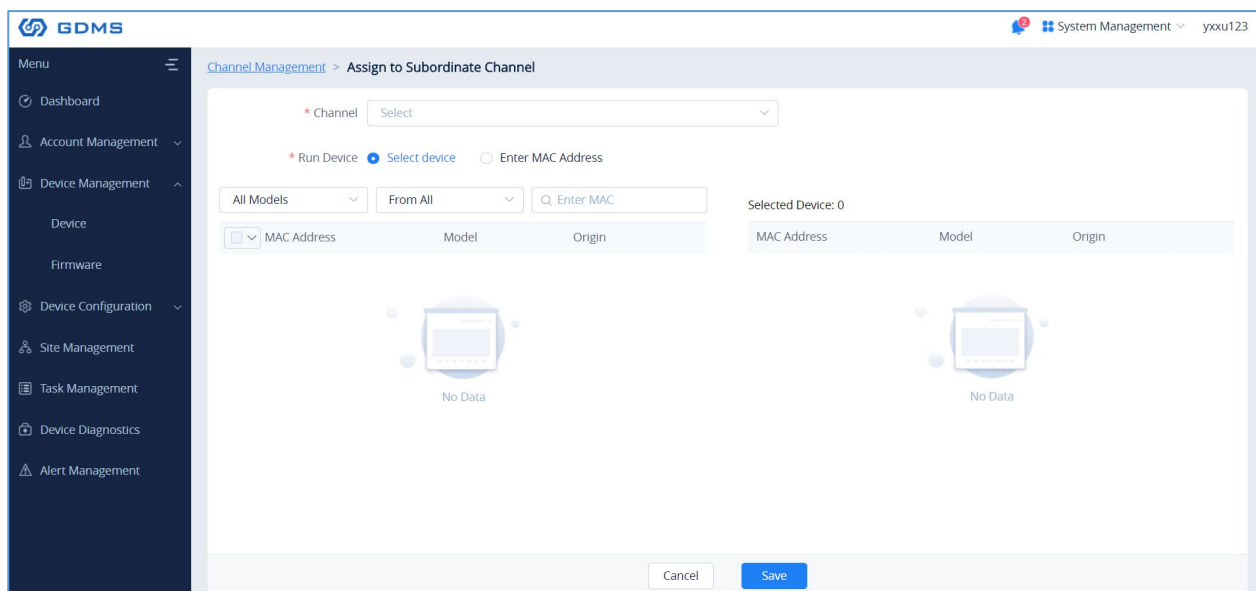 GDMS
2
System Management
yxxu123
Menu
Channel Management > Assign to Subordinate Channel
Dashboard
Account Management
Device Management
Device
Firmware
Device Configuration
Site Management
Task Management
Device Diagnostics
Alert Management
* Channel Select
* Run Device Select device Enter MAC Address
All Models From All Enter MAC
MAC Address Model Origin
No Data
Selected Device: 0
MAC Address Model Origin
No Data
Cancel Save